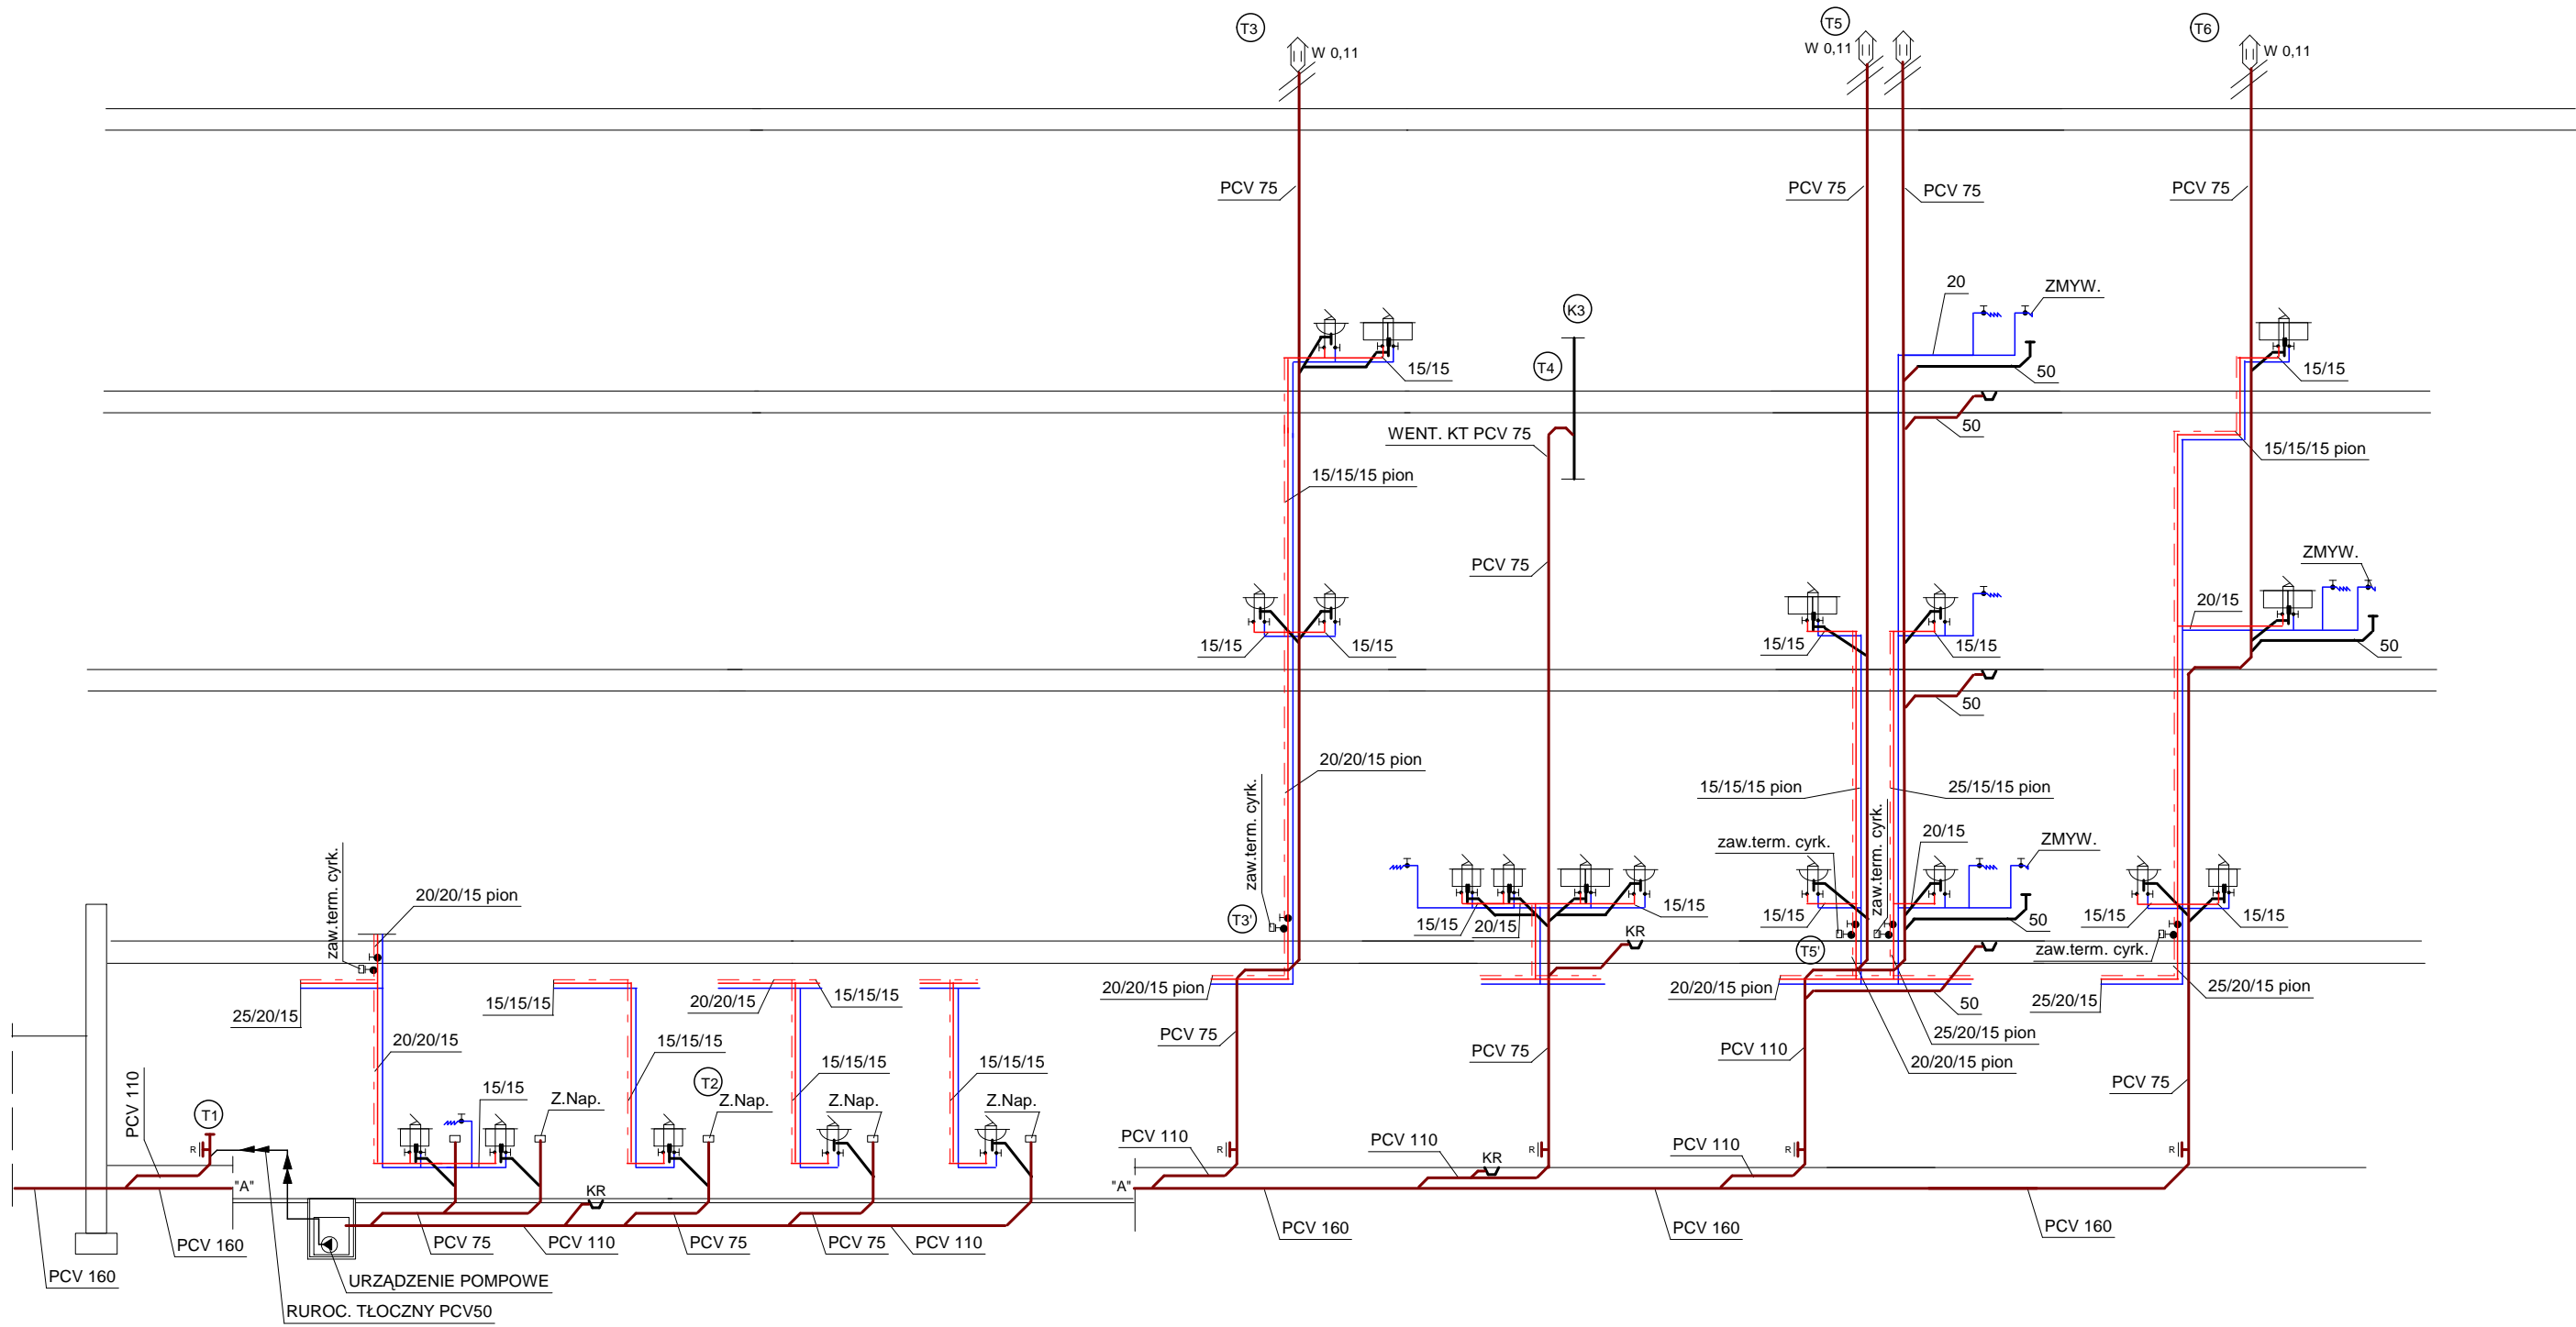 T3
T5
T6
W 0,11
W 0,11
W 0,11
PCV 75
PCV 75
PCV 75
PCV 75
20
ZMYW.
K3
T4
15/15
50
15/15
50
WENT. KT PCV 75
15/15/15 pion
15/15/15 pion
PCV 75
ZMYW.
20/15
15/15
15/15
15/15
15/15
50
50
20/20/15 pion
15/15/15 pion
25/15/15 pion
zaw.term. cyrk.
zaw.term. cyrk.
zaw.term. cyrk.
zaw.term. cyrk.
20/15
ZMYW.
20/20/15 pion
T3'
15/15
20/15
15/15
15/15
50
15/15
15/15
KR
T5'
zaw.term. cyrk.
25/20/15
15/15/15
20/20/15
15/15/15
20/20/15 pion
20/20/15 pion
50
25/20/15
25/20/15 pion
20/20/15
15/15/15
15/15/15
15/15/15
PCV 75
PCV 75
PCV 110
25/20/15 pion
20/20/15 pion
PCV 75
PCV 110
T1
15/15
Z.Nap.
T2
Z.Nap.
Z.Nap.
Z.Nap.
R
PCV 110
R
PCV 110
R
PCV 110
R
R
KR
"A"
KR
"A"
PCV 160
PCV 160
PCV 75
PCV 110
PCV 75
PCV 75
PCV 110
PCV 160
PCV 160
PCV 160
URZĄDZENIE POMPOWE
RUROC. TŁOCZNY PCV50